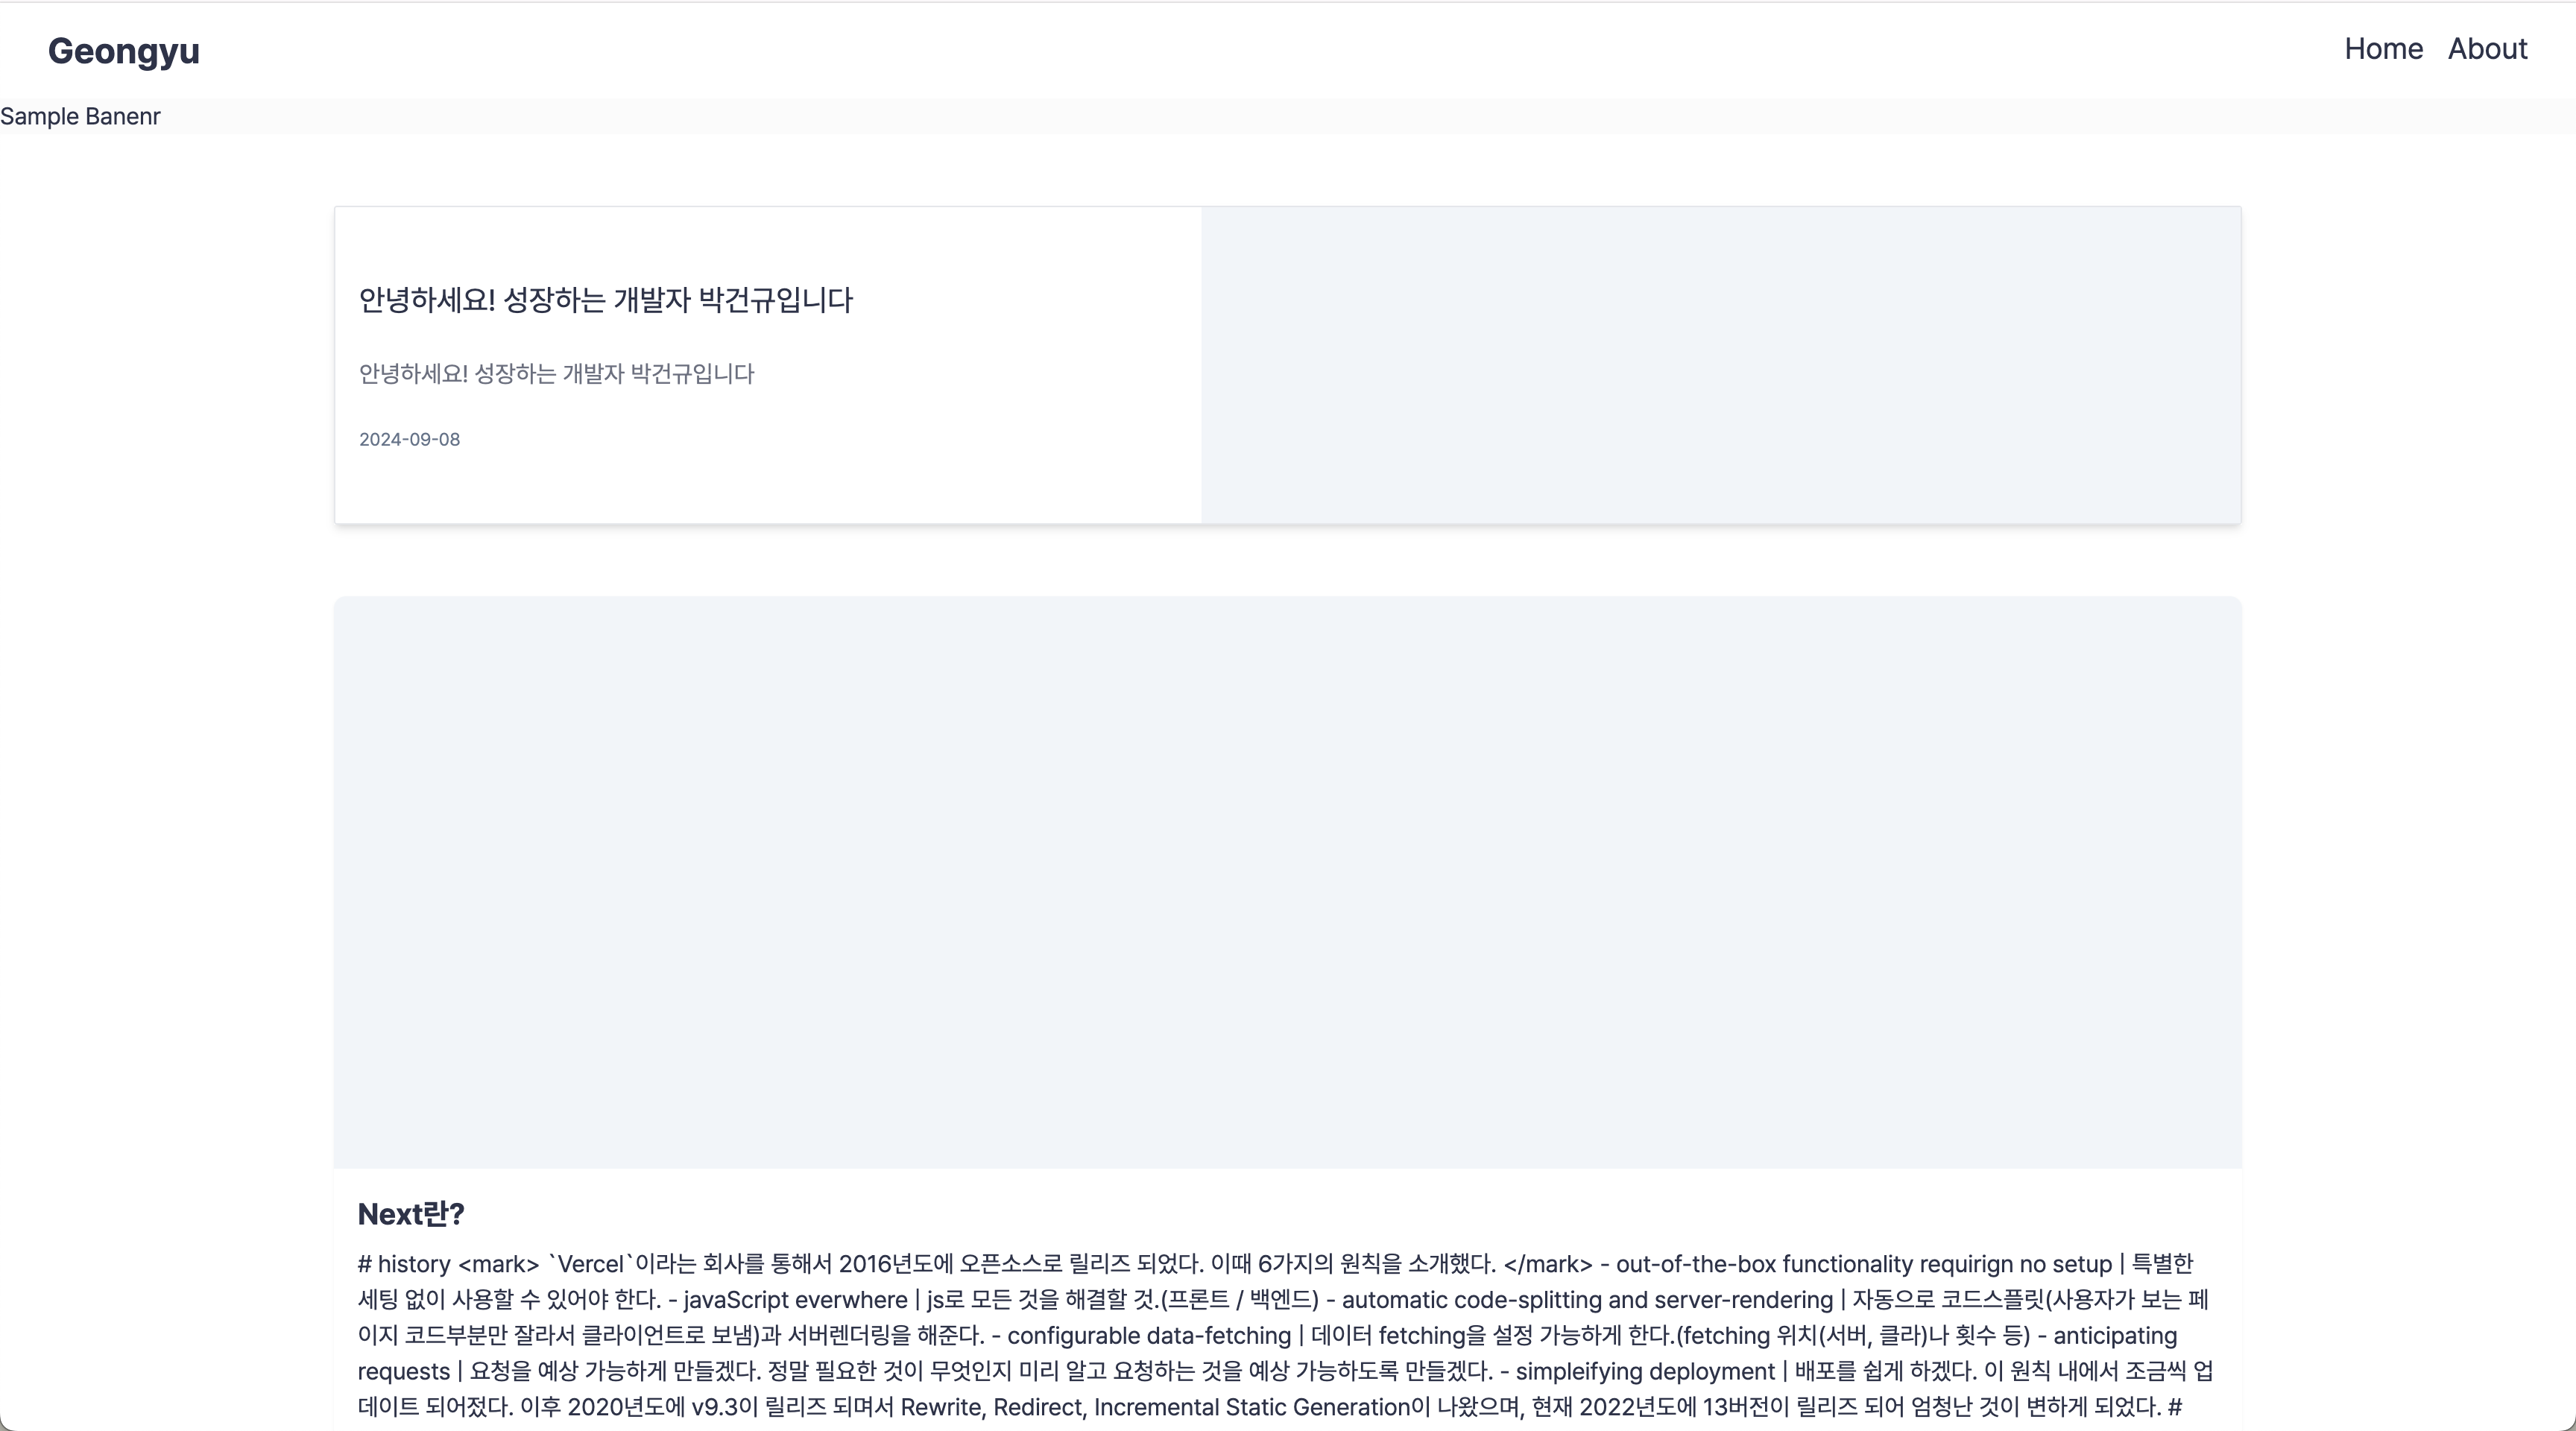 Geongyu
Home About
Sample Banenr
안녕하세요! 성장하는 개발자 박건규입니다
안녕하세요! 성장하는 개발자 박건규입니다
2024-09-08
Next란?
# history <mark> `Vercel`이라는 회사를 통해서 2016년도에 오픈소스로 릴리즈 되었다. 이때 6가지의 원칙을 소개했다. </mark> - out-of-the-box functionality requirign no setup | 특별한
세팅 없이 사용할 수 있어야 한다. - javaScript everwhere | js로 모든 것을 해결할 것.(프론트 / 백엔드) - automatic code-splitting and server-rendering | 자동으로 코드스플릿(사용자가 보는 페
이지 코드부분만 잘라서 클라이언트로 보냄)과 서버렌더링을 해준다. - configurable data-fetching | 데이터 fetching을 설정 가능하게 한다.(fetching 위치(서버, 클라)나 횟수 등) - anticipating
requests | 요청을 예상 가능하게 만들겠다. 정말 필요한 것이 무엇인지 미리 알고 요청하는 것을 예상 가능하도록 만들겠다. - simpleifying deployment | 배포를 쉽게 하겠다. 이 원칙 내에서 조금씩 업
데이트 되어젔다. 이후 2020년도에 v9.3이 릴리즈 되며서 Rewrite, Redirect, Incremental Static Generation이 나왔으며, 현재 2022년도에 13버전이 릴리즈 되어 엄청난 것이 변하게 되었다. #